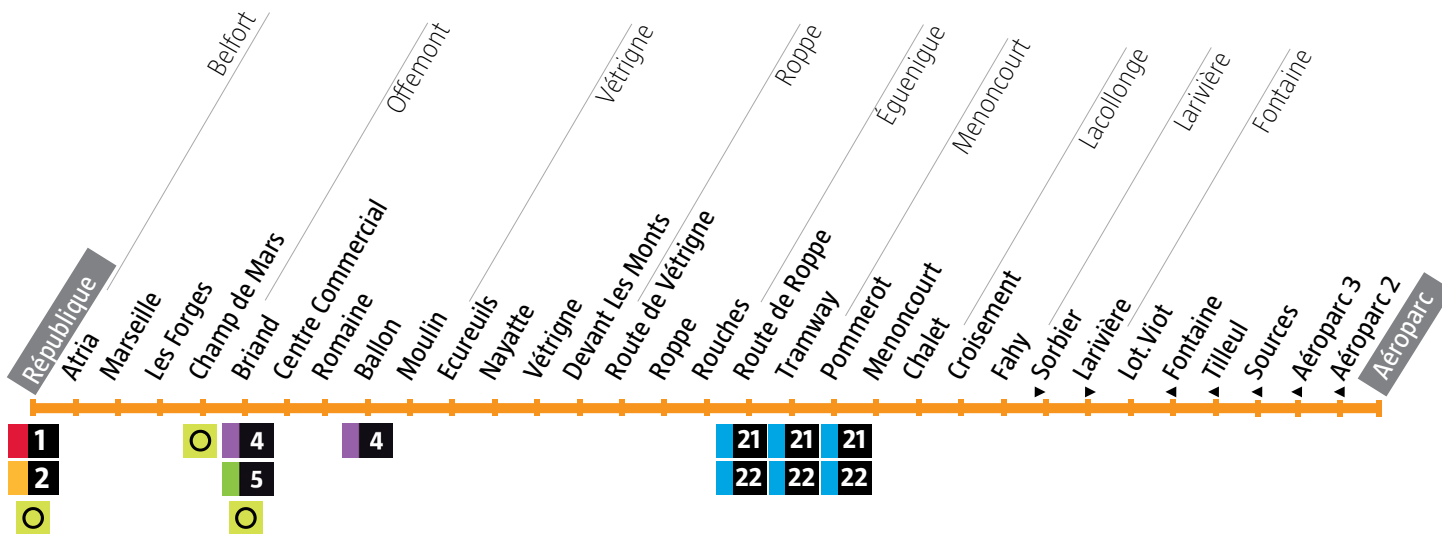 Belfort
Offemont
Vétrigne
Roppe
Éguenigue
Menoncourt
Lacollonge
Larivière
Fontaine
République
Atria
Marseille
Les Forges
Champ de Mars
Briand
Centre Commercial
Romaine
Ballon
Moulin
Ecureuils
Nayatte
Vétrigne
Devant Les Monts
Route de Vétrigne
Roppe
Rouches
Route de Roppe
Tramway
Pommerot
Menoncourt
Chalet
Croisement
Fahy
Sorbier
Larivière
Lot. Viot
Fontaine
Tilleul
Sources
Aéroparc 3
Aéroparc 2
Aéroparc
1
O
4
4
21
21
21
2
5
22
22
22
O
O